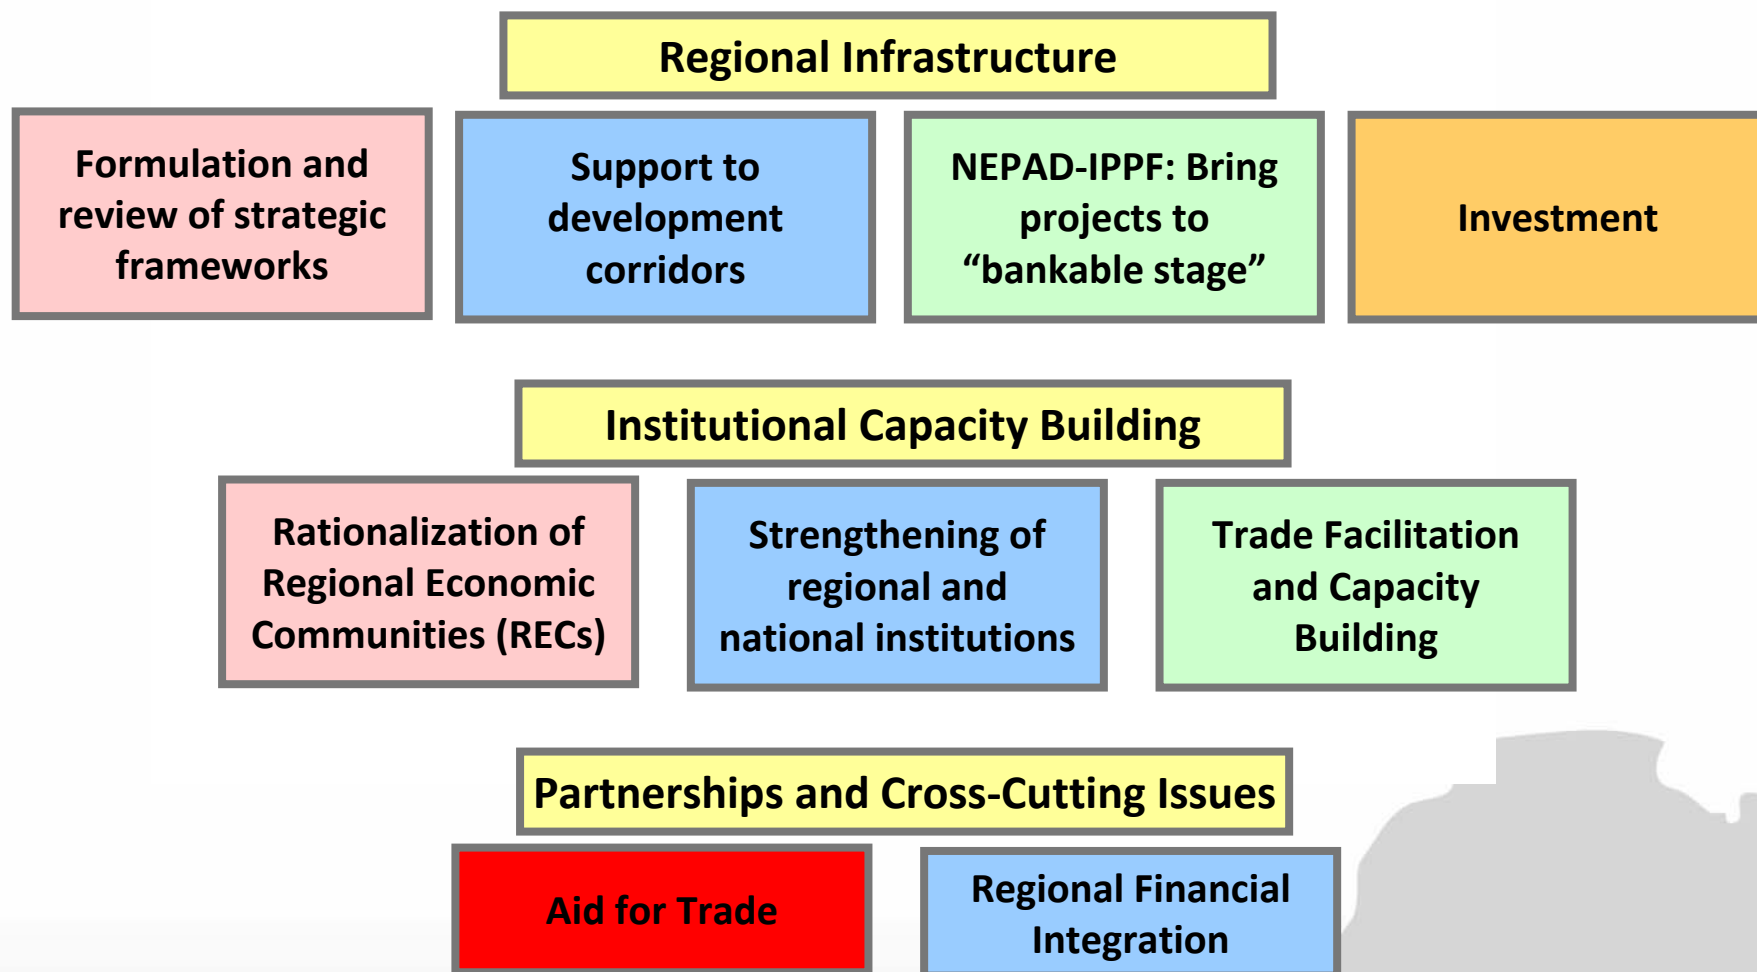 Regional Infrastructure
Formulation and
review of strategic
frameworks
Support to
development
corridors
NEPAD-IPPF: Bring
projects to
“bankable stage”
Investment
Institutional Capacity Building
Rationalization of
Regional Economic
Communities (RECs)
Strengthening of
regional and
national institutions
Trade Facilitation
and Capacity
Building
Partnerships and Cross-Cutting Issues
Aid for Trade
Regional Financial
Integration